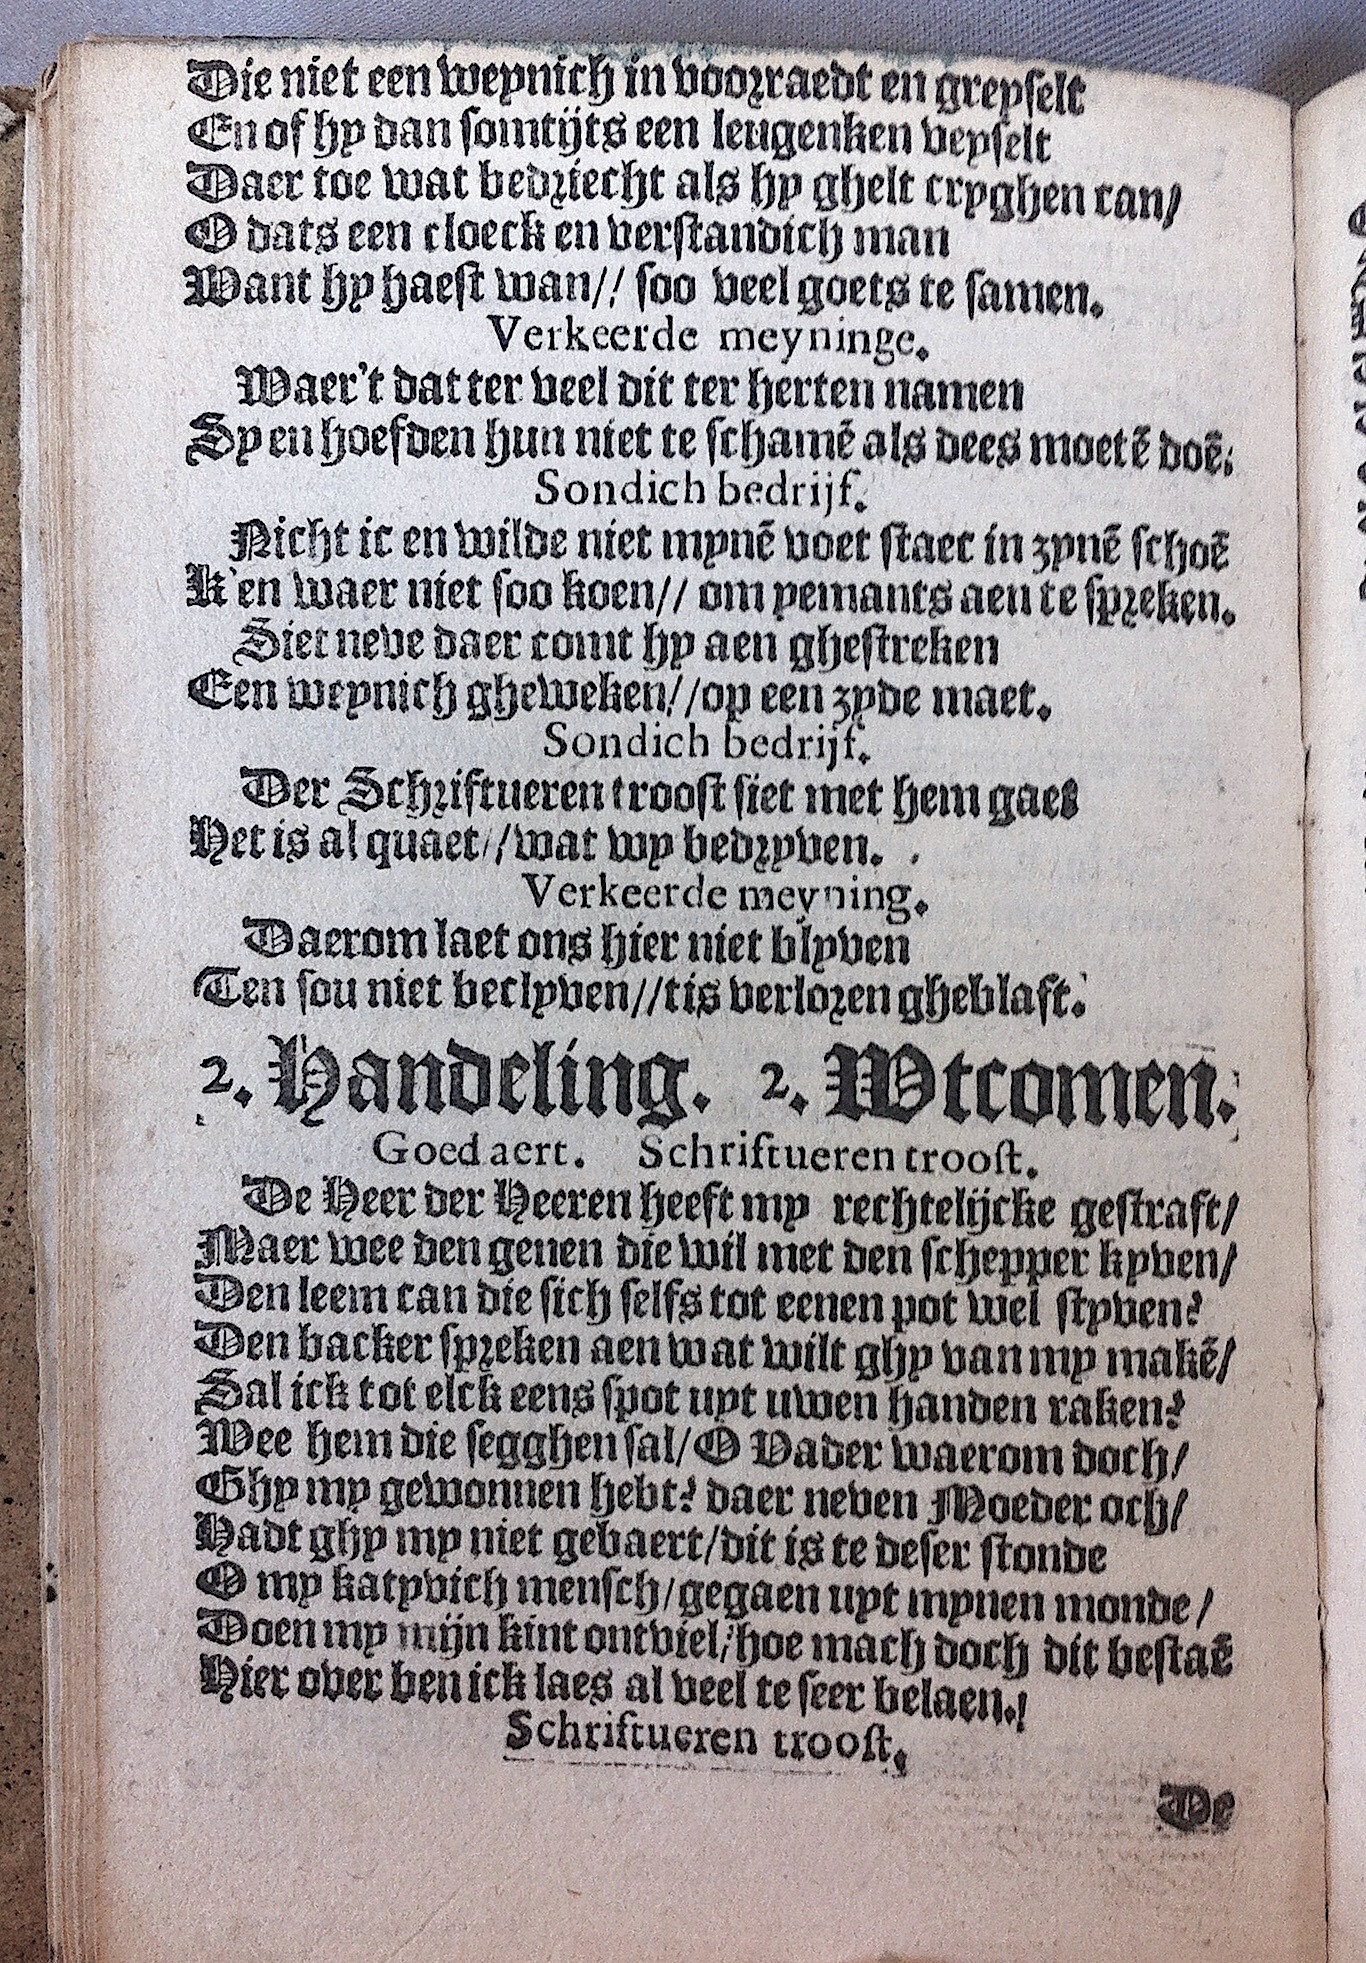 Die niet een weynich in voorraedt en greypselt
En of hy dan somtijts een leugenken veyselt
Daer toe wat bedriecht als hy ghelt cryghen can/
O dats een cloeck en verstandich man
Want hy haest wan// soo veel goets te samen.
Verkeerde meyninge.
Waer't dat ter veel dit ter herten namen
Sy en hoefden hun niet te schamē als dees moetē doē.
Sondich bedrijf.
Nicht ic en wilde niet mynē voet staec in zynē schoē
K'en waer niet soo koen// om yemants aen te spreken.
Siet neve daer comt hy aen ghestreken
Een weynich gheweken//op een zyde maet.
Sondich bedrijf.
Der Schriftueren troost siet met hem gaet
Het is al quaet//wat wy bedryven.
Verkeerde meyning.
Daerom laet ons hier niet blyven
Ten sou niet beclyven//tis verloren gheblaft.
2. Handeling. 2. Wtcomen.
Goedaert. Schriftueren troost.
De Heer der Heeren heeft my rechtelijcke gestraft/
Maer wee den genen die wil met den schepper kyven/
Den leem can die sich selfs tot eenen pot wel styven?
Den backer spreken aen wat wilt ghy van my makē/
Sal ick tot elck eens spot uyt uwen handen raken?
Wee hem die segghen sal/O Vader waerom doch/
Ghy my gewonnen hebt? daer neven Moeder och/
Hadt ghy my niet gebaert/dit is te deser stonde
O my katyvich mensch/gegaen uyt mynen monde/
Doen my mijn kint ontviel/hoe mach doch dit bestaē
Hier over ben ick laes al veel te seer belaen.!
Schriftueren troost.
De